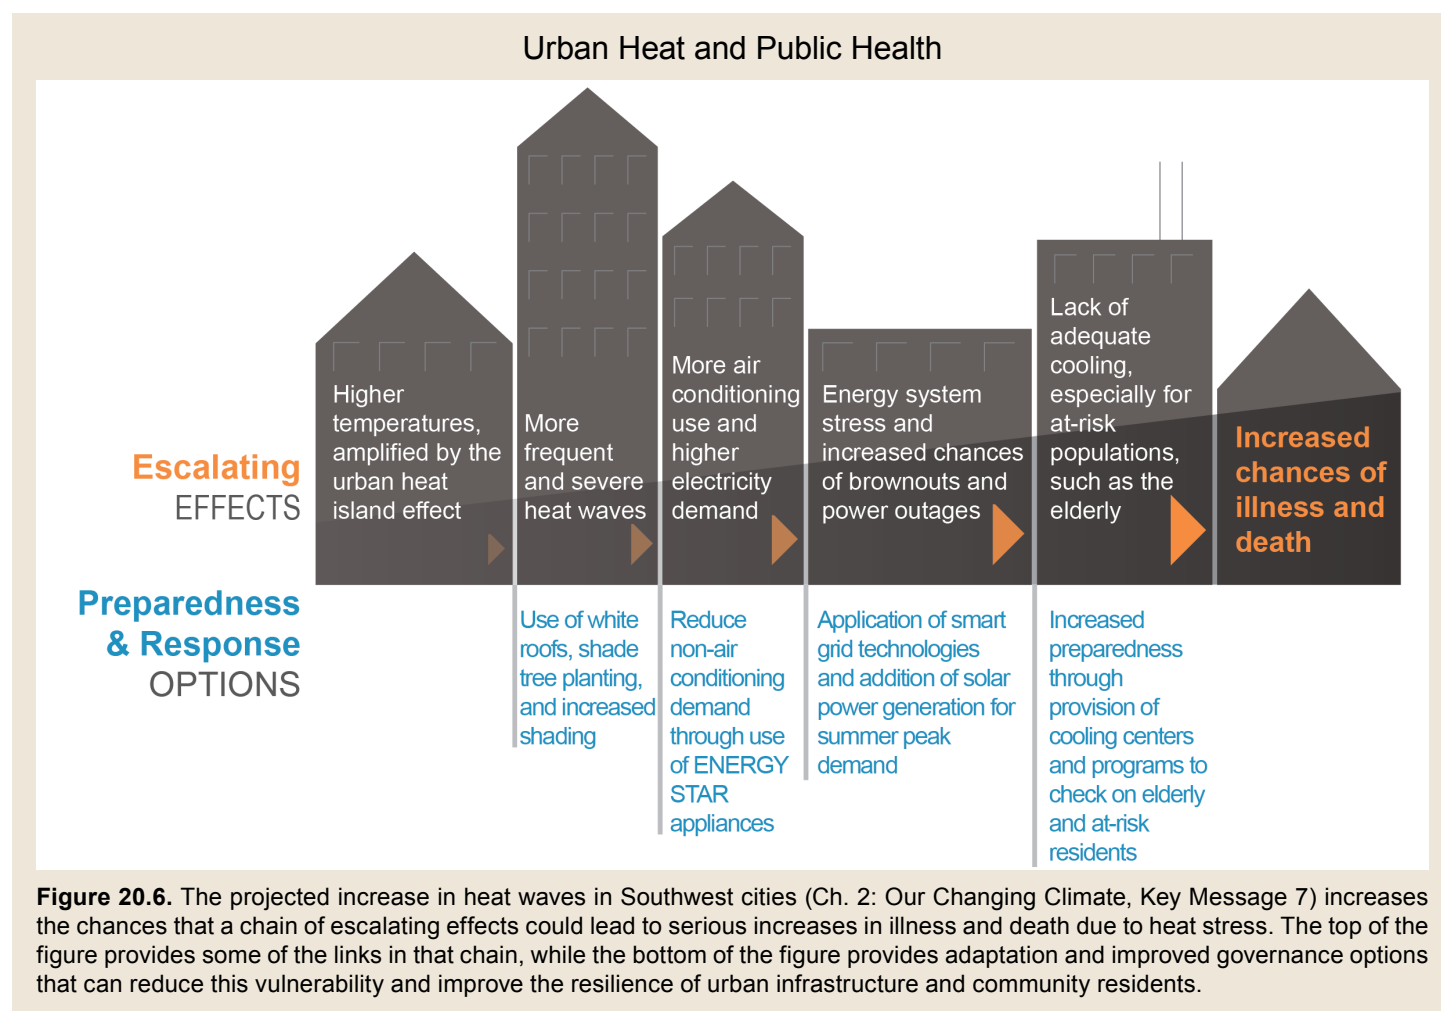 Urban Heat and Public Health
Higher
temperatures,
amplified by the
urban heat
island effect
More
frequent
and severe
heat waves
More air
conditioning
use and
higher
electricity
demand
Energy system
stress and
increased chances
of brownouts and
power outages
Lack of
adequate
cooling,
especially for
at-risk
populations,
such as the
elderly
Increased
chances of
illness and
death
Escalating
EFFECTS
Preparedness
& Response
OPTIONS
Use of white
roofs, shade
tree planting,
and increased
shading
Reduce
non-air
conditioning
demand
through use
of ENERGY
STAR
appliances
Application of smart
grid technologies
and addition of solar
power generation for
summer peak
demand
Increased
preparedness
through
provision of
cooling centers
and programs to
check on elderly
and at-risk
residents
Figure 20.6. The projected increase in heat waves in Southwest cities (Ch. 2: Our Changing Climate, Key Message 7) increases
the chances that a chain of escalating effects could lead to serious increases in illness and death due to heat stress. The top of the
figure provides some of the links in that chain, while the bottom of the figure provides adaptation and improved governance options
that can reduce this vulnerability and improve the resilience of urban infrastructure and community residents.